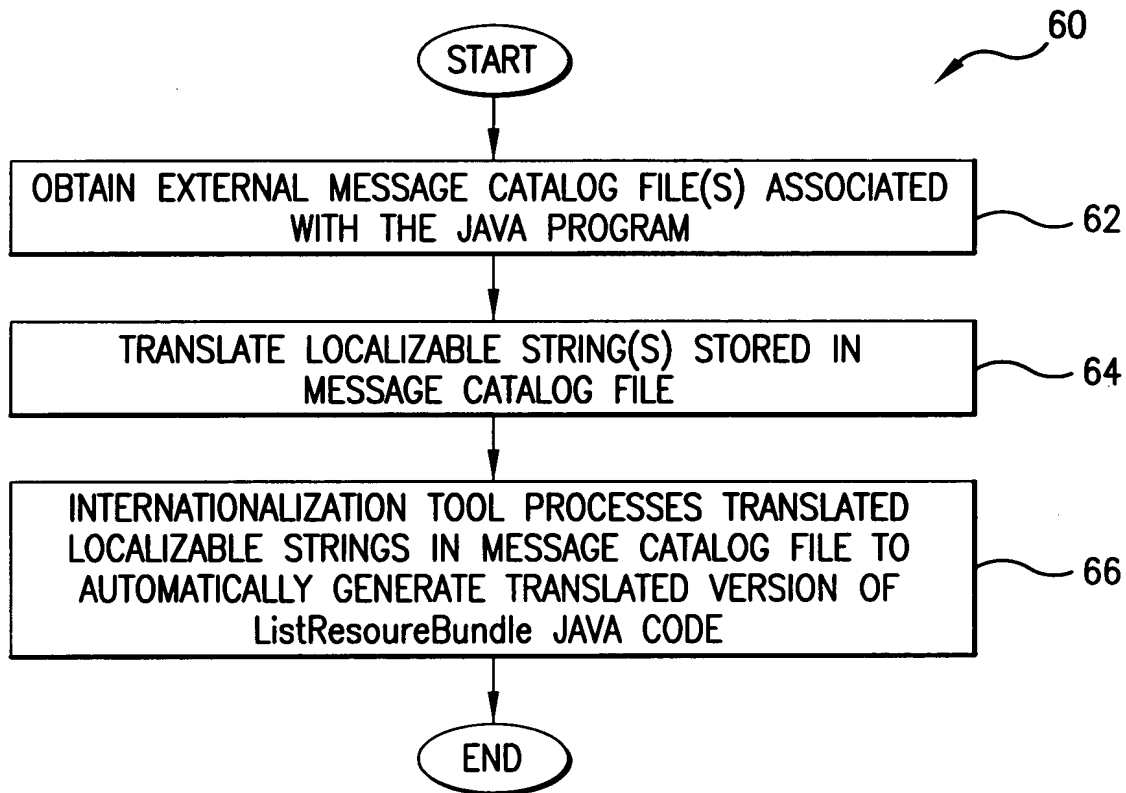 60
START
OBTAIN EXTERNAL MESSAGE CATALOG FILE(S) ASSOCIATED
WITH THE JAVA PROGRAM
62
TRANSLATE LOCALIZABLE STRING(S) STORED IN
MESSAGE CATALOG FILE
64
INTERNATIONALIZATION TOOL PROCESSES TRANSLATED
LOCALIZABLE STRINGS IN MESSAGE CATALOG FILE TO
AUTOMATICALLY GENERATE TRANSLATED VERSION OF
ListResoureBundle JAVA CODE
66
END